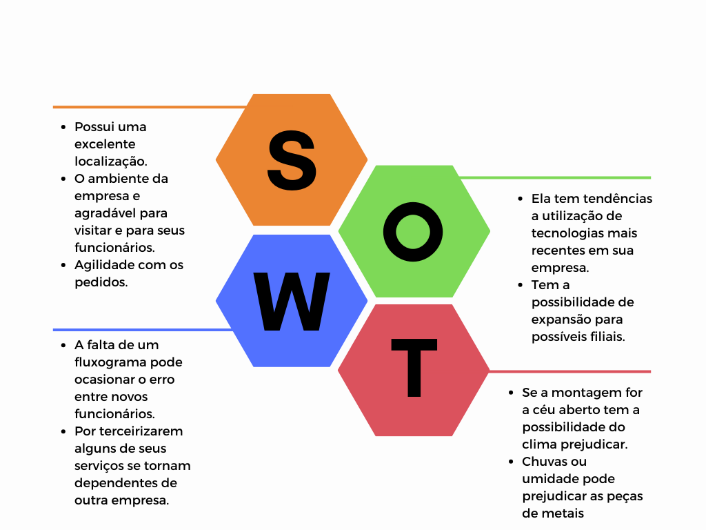 S
• Possui uma
excelente
localização.
• O ambiente da
empresa e
agradável para
visitar e para seus
funcionários.
• Agilidade com os
pedidos.
O
• Ela tem tendências
a utilização de
tecnologias mais
recentes em sua
empresa.
• Tem a
possibilidade de
expansão para
possíveis filiais.
W
• A falta de um
fluxograma pode
ocasionar o erro
entre novos
funcionários.
• Por terceirizarem
alguns de seus
serviços se tornam
dependentes de
outra empresa.
T
• Se a montagem for
a céu aberto tem a
possibilidade do
clima prejudicar.
• Chuvas ou
umidade pode
prejudicar as peças
de metais